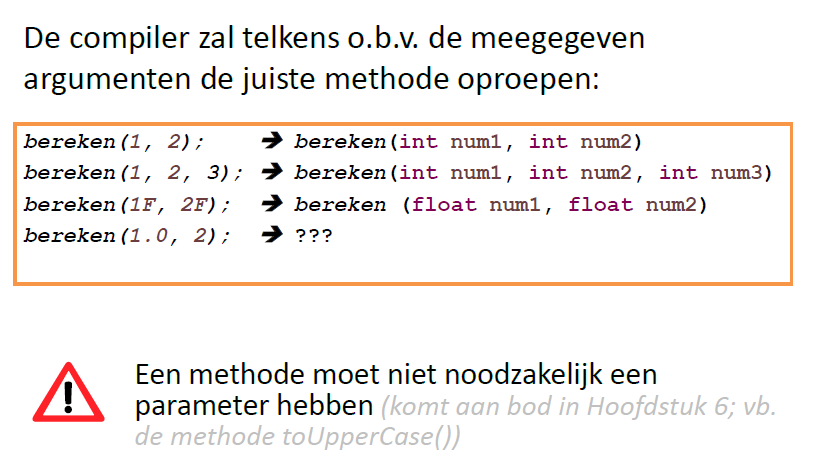 De compiler zal telkens o.b.v. de meegegeven
argumenten de juiste methode oproepen:
bereken(1, 2); ➔ bereken(int num1, int num2)
bereken(1, 2, 3); ➔ bereken(int num1, int num2, int num3)
bereken(1F, 2F); ➔ bereken (float num1, float num2)
bereken(1.0, 2); ➔ ???
Een methode moet niet noodzakelijk een
parameter hebben (komt aan bod in Hoofdstuk 6; vb.
de methode toUpperCase())